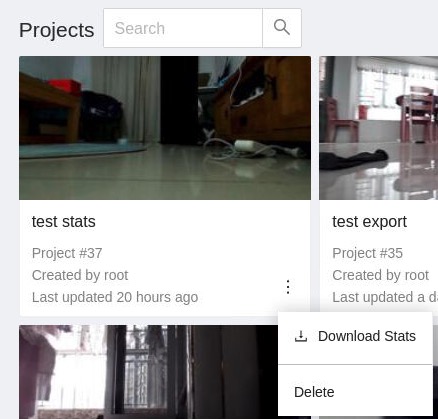 Projects
Search
test stats
Project #37
Created by root
Last updated 20 hours ago
test export
Project #35
Created by root
Last updated a
Download Stats
Delete